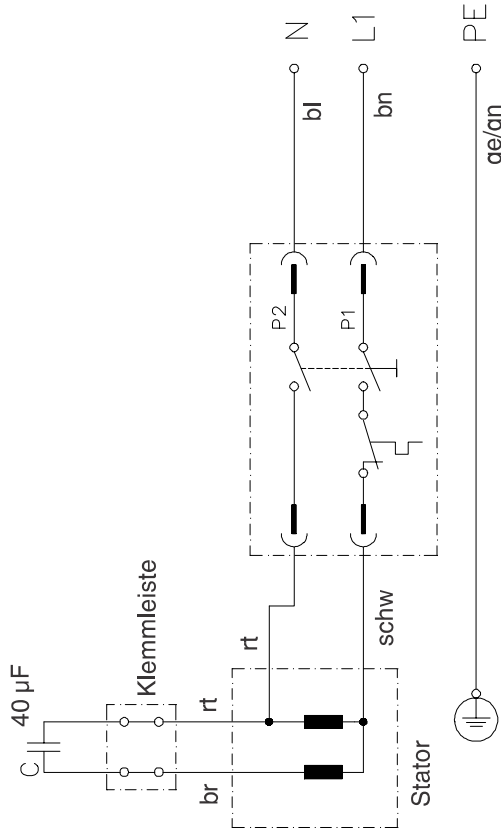 N
L1
PE
bl
bn
ge/gn
P2
P1
40 µF
C
Klemmleiste
rt
rt
br
schw
Stator